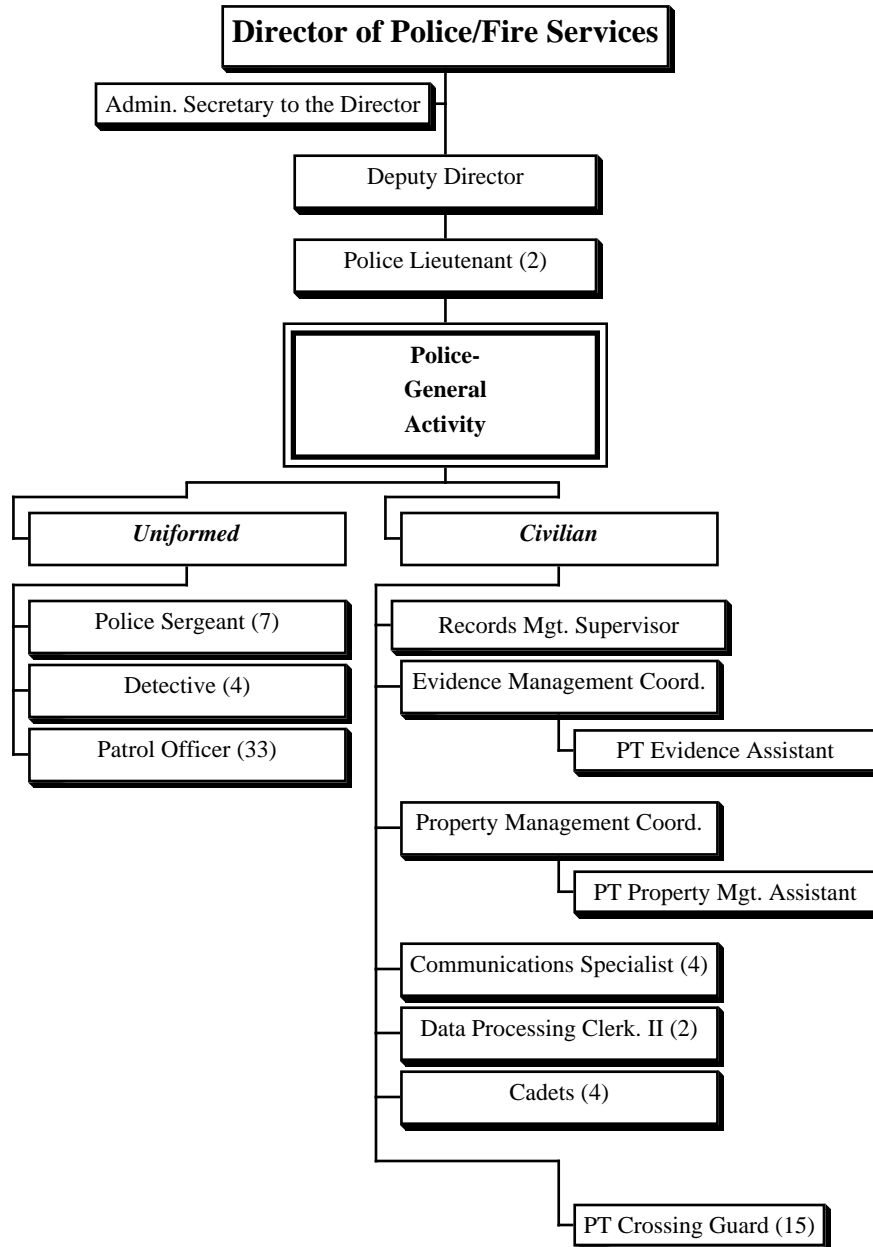 Director of Police/Fire Services
Admin. Secretary to the Director
Deputy Director
Police Lieutenant (2)
Police-
General
Activity
Uniformed
Police Sergeant (7)
Detective (4)
Patrol Officer (33)
Civilian
Records Mgt. Supervisor
Evidence Management Coord.
PT Evidence Assistant
Property Management Coord.
PT Property Mgt. Assistant
Communications Specialist (4)
Data Processing Clerk. II (2)
Cadets (4)
PT Crossing Guard (15)